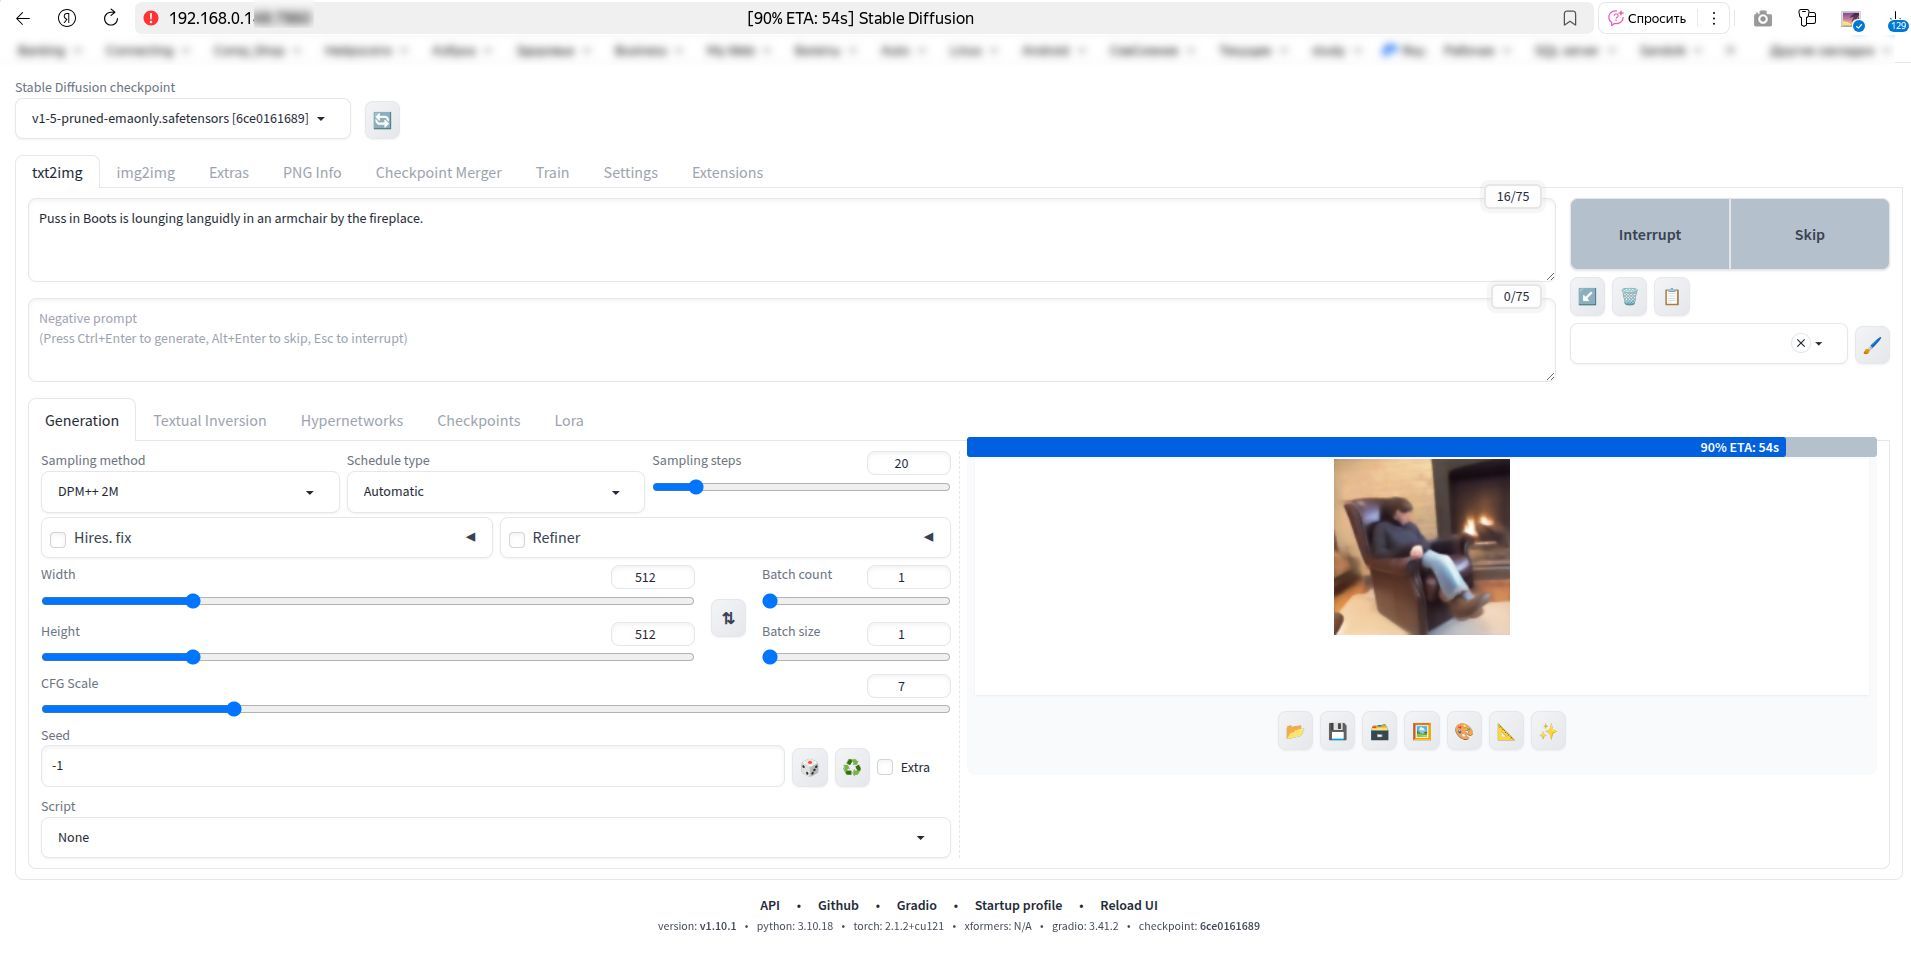 192.168.0.1
[90% ETA: 54s] Stable Diffusion
Спросить
129
Stable Diffusion checkpoint
v1-5-pruned-emaonly.safetensors [6ce0161689]
txt2img img2img Extras PNG Info Checkpoint Merger Train Settings Extensions
16/75
Puss in Boots is lounging languidly in an armchair by the fireplace.
Interrupt Skip
0/75
Negative prompt
(Press Ctrl+Enter to generate, Alt+Enter to skip, Esc to interrupt)
Generation Textual Inversion Hypernetworks Checkpoints Lora
90% ETA: 54s
Sampling method Schedule type Sampling steps 20
DPM++ 2M Automatic
Hires. fix Refiner
Width 512 Batch count 1
Height 512 Batch size 1
CFG Scale 7
Seed
-1
Extra
Script
None
API • Github • Gradio • Startup profile • Reload UI
version: v1.10.1 • python: 3.10.18 • torch: 2.1.2+cu121 • xformers: N/A • gradio: 3.41.2 • checkpoint: 6ce0161689